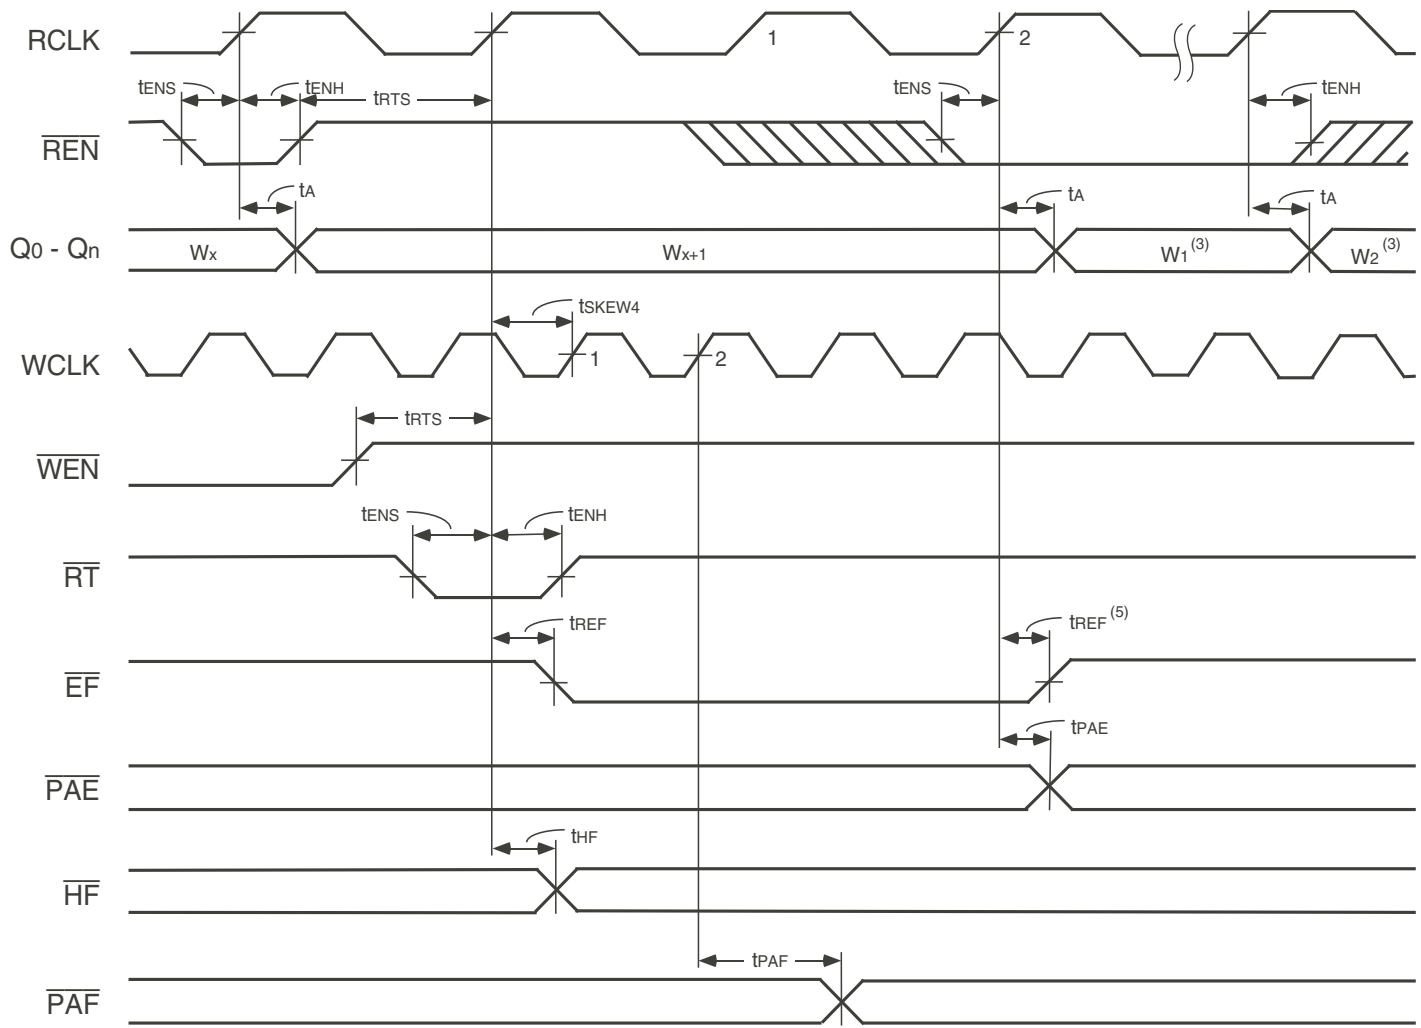 RCLK 1 2
tENS tENH tRTS tENS tENH
REN
tA tA tA
Q0 - Qn Wx Wx+1 W1 (3) W2 (3)
tSKEW4
WCLK 1 2
tRTS
WEN
tENS tENH
RT
tREF tREF (5)
EF
tPAE
PAE
tHF
HF
tPAF
PAF